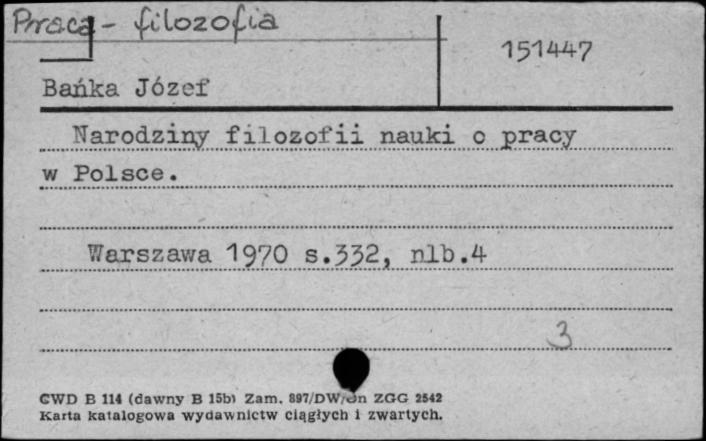 Praca - filozofia
151447
Bańka Józef
Narodziny filozofii nauki o pracy
w Polsce.
Warszawa 1970 s.332, nlb.4
3
CWD B 114 (dawny B 15b) Zam. 897/DW/Sn ZGG 2542
Karta katalogowa wydawnictw ciągłych i zwartych.